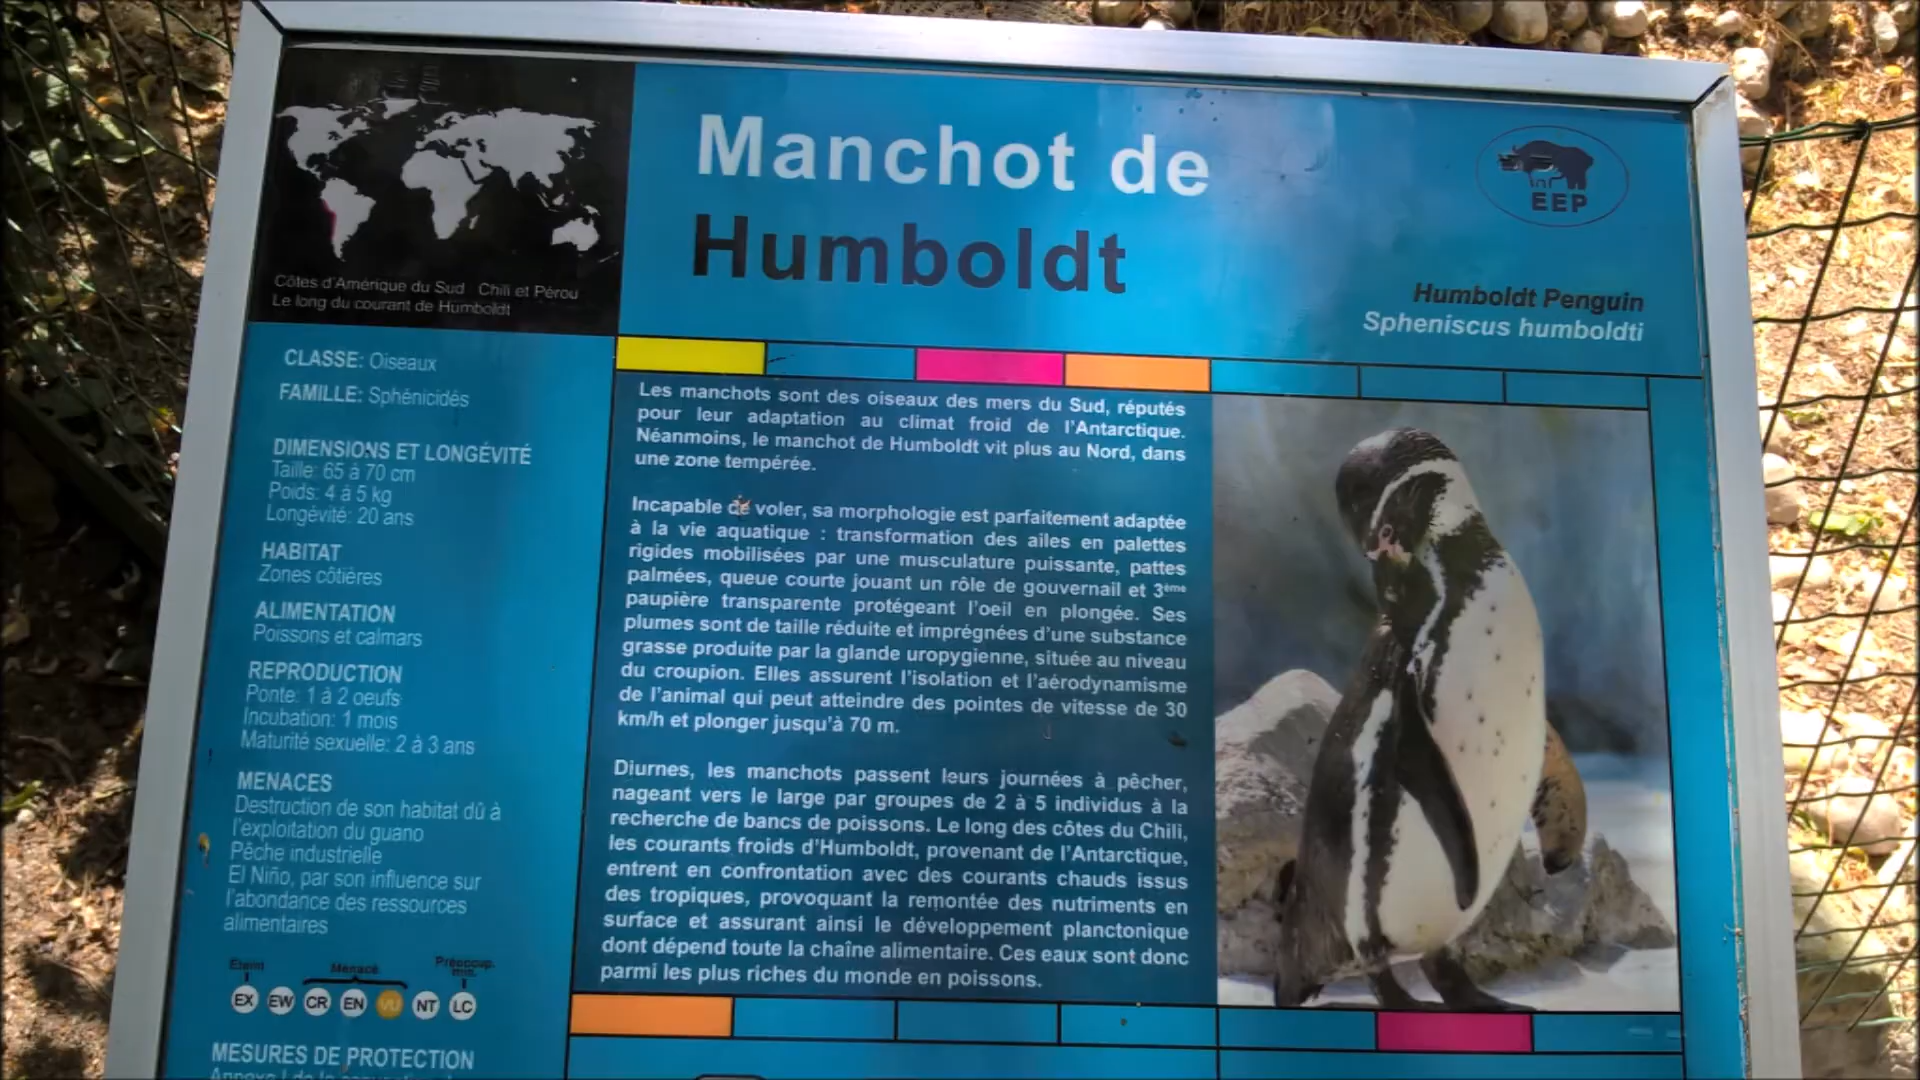 Manchot de
Humboldt
EEP
Humboldt Penguin
Spheniscus humboldti
Côtes d'Amérique du Sud Chili et Pérou
Le long du courant de Humboldt
CLASSE: Oiseaux
FAMILLE: Sphénicidés
DIMENSIONS ET LONGÉVITÉ
Taille: 65 à 70 cm
Poids: 4 à 5 kg
Longévité: 20 ans
HABITAT
Zones côtières
ALIMENTATION
Poissons et calmars
REPRODUCTION
Ponte: 1 à 2 oeufs
Incubation: 1 mois
Maturité sexuelle: 2 à 3 ans
MENACES
Destruction de son habitat dû à
l'exploitation du guano
Pêche industrielle
El Niño, par son influence sur
l'abondance des ressources
alimentaires
Eteint Menacé Préoccup. min.
EX EW CR EN VU NT LC
MESURES DE PROTECTION
Annexe I de la
Les manchots sont des oiseaux des mers du Sud, réputés
pour leur adaptation au climat froid de l'Antarctique.
Néanmoins, le manchot de Humboldt vit plus au Nord, dans
une zone tempérée.
Incapable de voler, sa morphologie est parfaitement adaptée
à la vie aquatique : transformation des ailes en palettes
rigides mobilisées par une musculature puissante, pattes
palmées, queue courte jouant un rôle de gouvernail et 3ème
paupière transparente protégeant l'oeil en plongée. Ses
plumes sont de taille réduite et imprégnées d'une substance
grasse produite par la glande uropygienne, située au niveau
du croupion. Elles assurent l'isolation et l'aérodynamisme
de l'animal qui peut atteindre des pointes de vitesse de 30
km/h et plonger jusqu'à 70 m.
Diurnes, les manchots passent leurs journées à pêcher,
nageant vers le large par groupes de 2 à 5 individus à la
recherche de bancs de poissons. Le long des côtes du Chili,
les courants froids d'Humboldt, provenant de l'Antarctique,
entrent en confrontation avec des courants chauds issus
des tropiques, provoquant la remontée des nutriments en
surface et assurant ainsi le développement planctonique
dont dépend toute la chaîne alimentaire. Ces eaux sont donc
parmi les plus riches du monde en poissons.